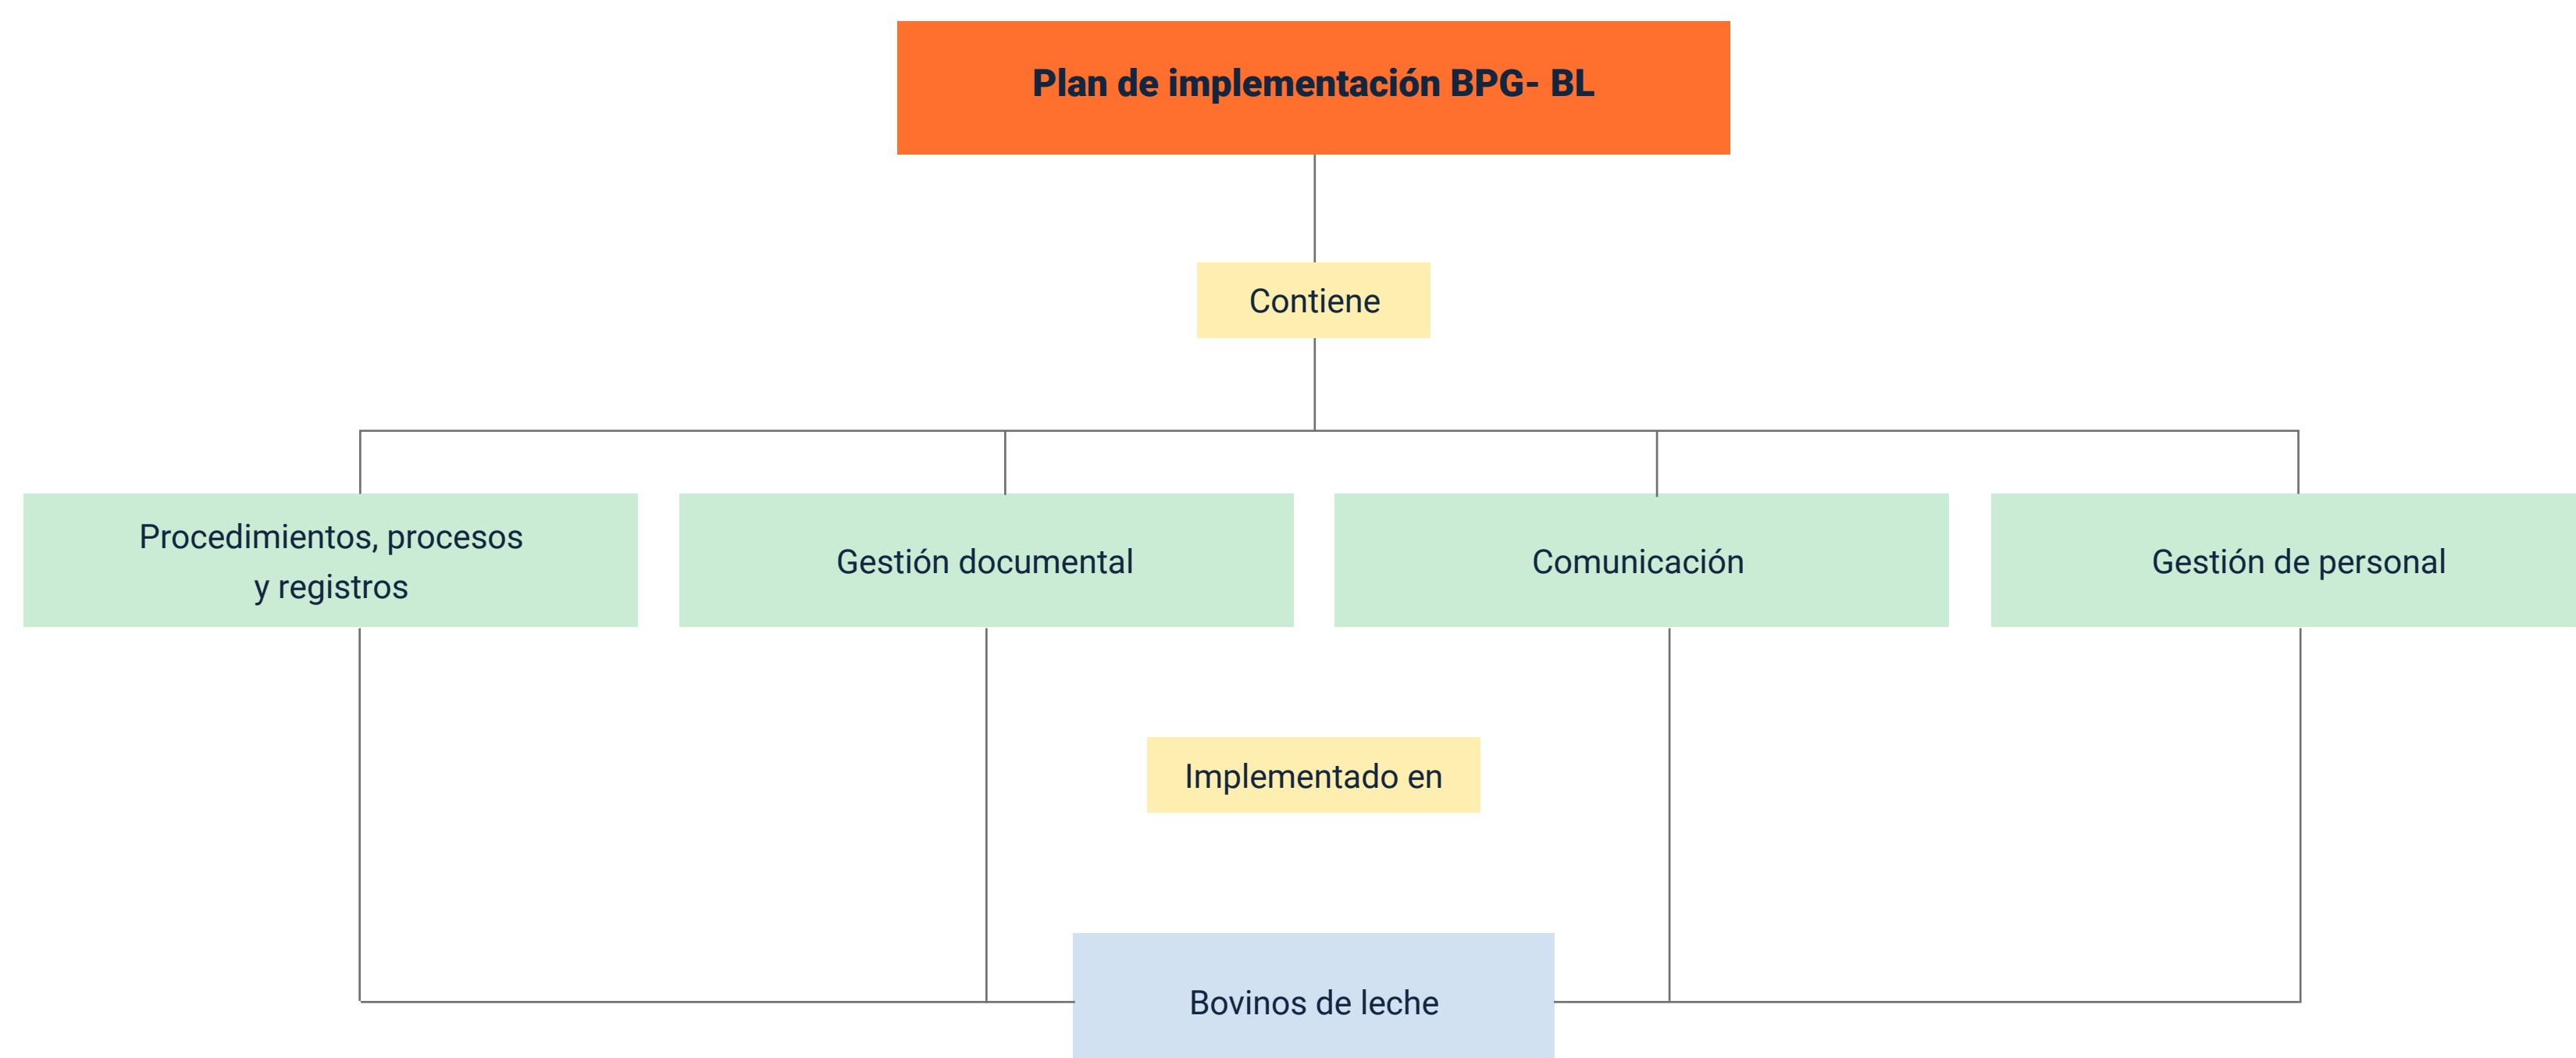 Plan de implementación BPG- BL
Contiene
Procedimientos, procesos
y registros
Gestión documental
Comunicación
Gestión de personal
Implementado en
Bovinos de leche